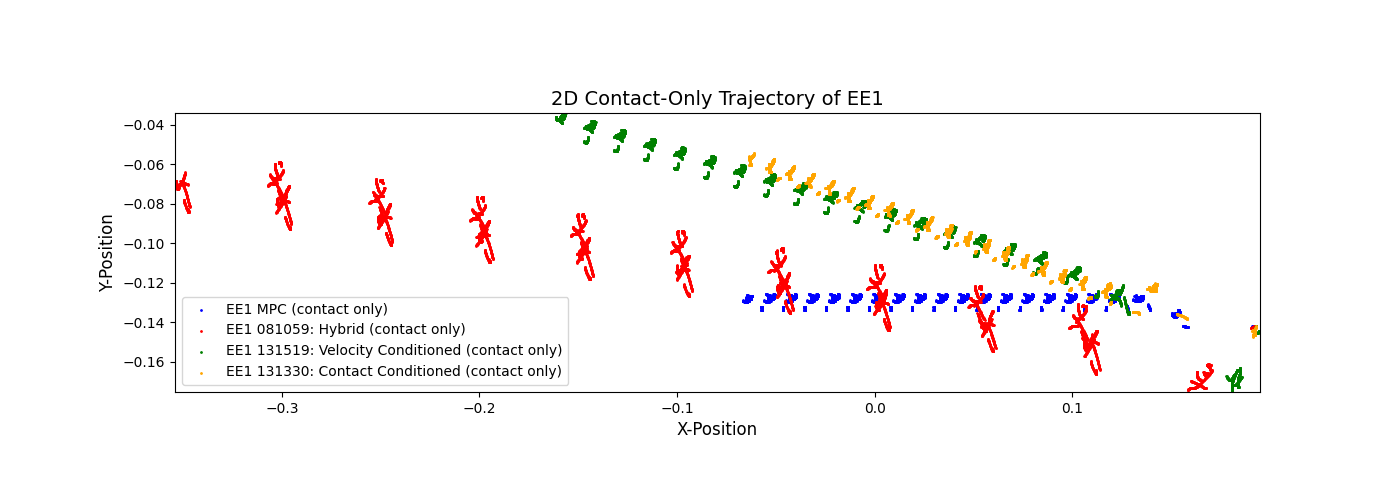 2D Contact-Only Trajectory of EE1
Y-Position
−0.04
−0.06
−0.08
−0.10
−0.12
−0.14
−0.16
EE1 MPC (contact only)
EE1 081059: Hybrid (contact only)
EE1 131519: Velocity Conditioned (contact only)
EE1 131330: Contact Conditioned (contact only)
−0.3 −0.2 −0.1 0.0 0.1
X-Position